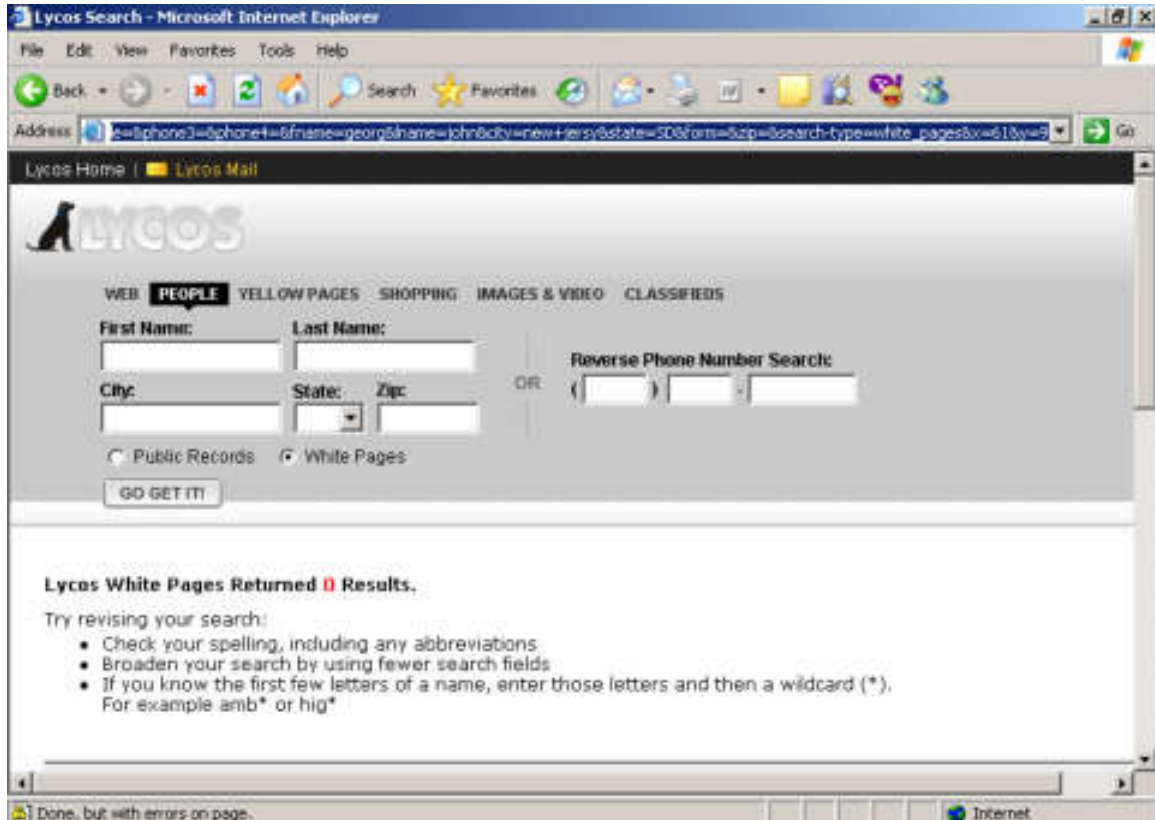 Lycos Search - Microsoft Internet Explorer
File Edit View Favorites Tools Help
Back Search Favorites
Address e=&phone3=&phone4=&fname=georg&lname=john&city=new+jersy&state=SD&form=&zip=&search-type=white_pages&x=61&y=9 Go
Lycos Home | Lycos Mail
LYCOS
WEB PEOPLE YELLOW PAGES SHOPPING IMAGES & VIDEO CLASSIFIEDS
First Name: Last Name:
Reverse Phone Number Search:
OR ( ) -
City: State: Zip:
Public Records White Pages
GO GET IT!
Lycos White Pages Returned 0 Results.
Try revising your search:
• Check your spelling, including any abbreviations
• Broaden your search by using fewer search fields
• If you know the first few letters of a name, enter those letters and then a wildcard (*).
For example amb* or hig*
Done, but with errors on page. Internet